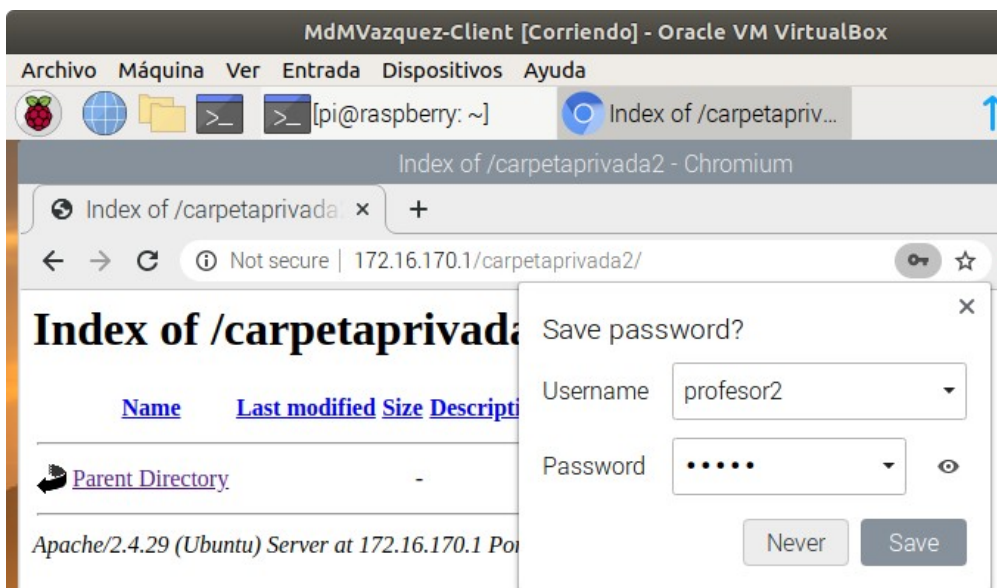 MdMVazquez-Client [Corriendo] - Oracle VM VirtualBox
Archivo Máquina Ver Entrada Dispositivos Ayuda
[pi@raspberry: ~] Index of /carpetapriv...
Index of /carpetaprivada2 - Chromium
Index of /carpetaprivada
Not secure | 172.16.170.1/carpetaprivada2/
Index of /carpetaprivada
Save password?
Username profesor2
Name Last modified Size Descripti
Password •••••
Parent Directory -
Never Save
Apache/2.4.29 (Ubuntu) Server at 172.16.170.1 Por